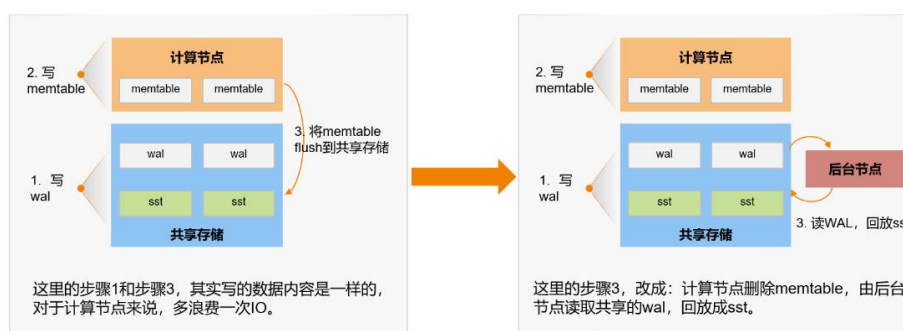 计算节点
2. 写
memtable
memtable
memtable
3. 将memtable
flush到共享存储
wal
wal
1. 写
wal
sst
sst
共享存储
这里的步骤1和步骤3，其实写的数据内容是一样的，
对于计算节点来说，多浪费一次IO。
计算节点
2. 写
memtable
memtable
memtable
wal
wal
后台节点
1. 写
wal
sst
sst
3. 读WAL，回放ss
共享存储
这里的步骤3，改成：计算节点删除memtable，由后台
节点读取共享的wal，回放成sst。